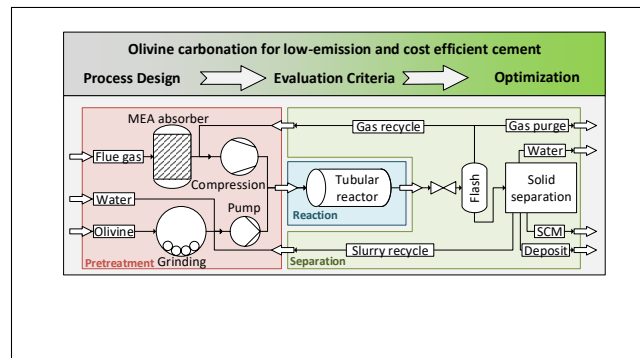 Olivine carbonation for low-emission and cost efficient cement
Process Design
Evaluation Criteria
Optimization
MEA absorber
Gas recycle
Gas purge
Flue gas
Water
Compression
Tubular
reactor
Flash
Solid
separation
Water
Reaction
Pump
Olivine
SCM
Slurry recycle
Deposit
Pretreatment
Grinding
Separation